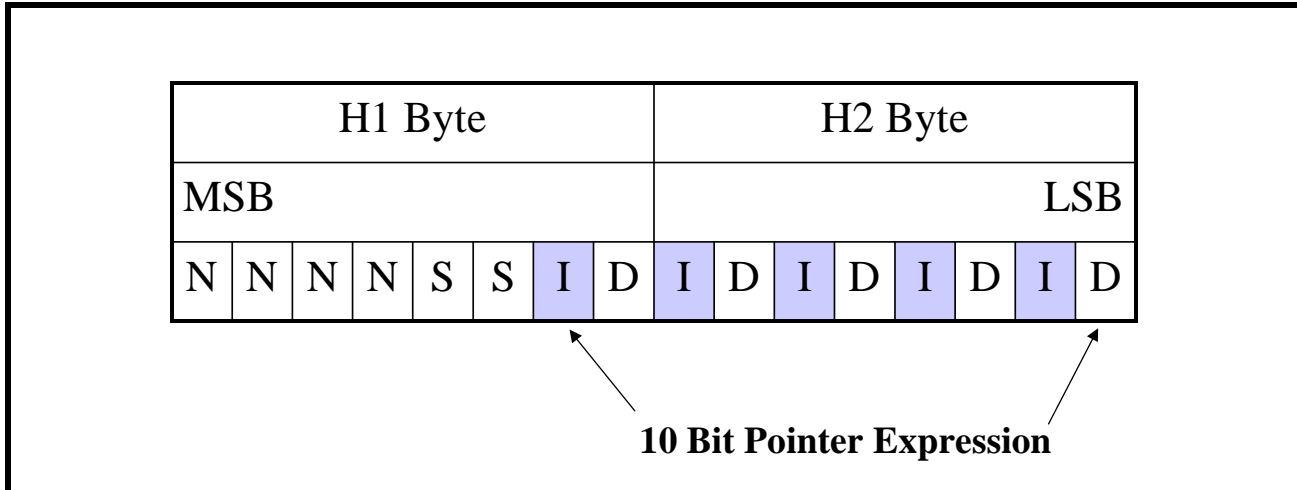 H1 Byte H2 Byte
MSB LSB
N N N N S S I D I D I D I D I D
10 Bit Pointer Expression